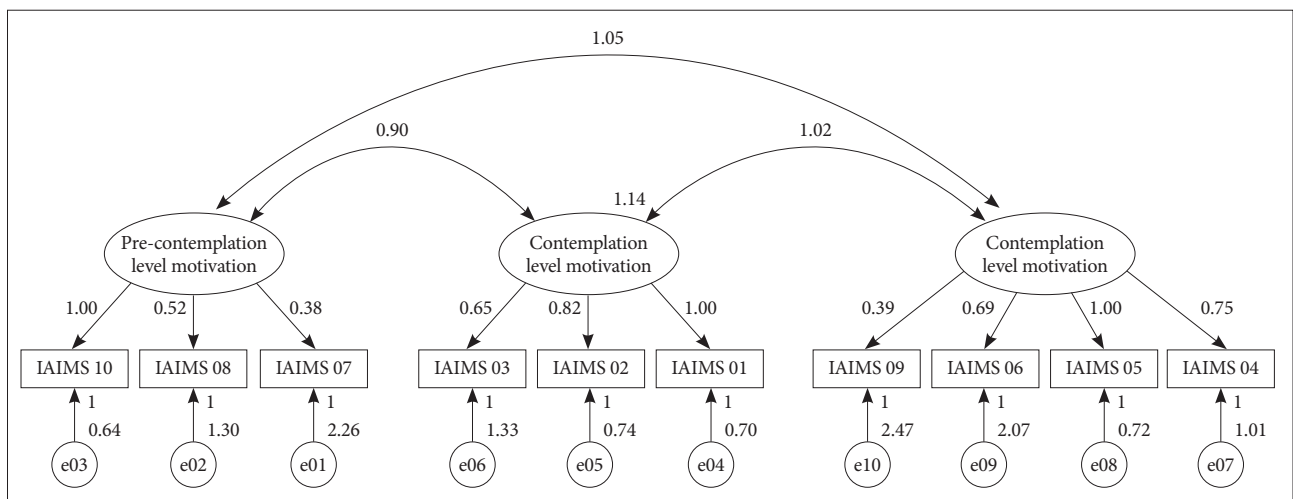 1.05
0.90
1.02
1.14
Pre-contemplation
level motivation
Contemplation
level motivation
Contemplation
level motivation
1.00
0.52
0.38
0.65
0.82
1.00
0.39
0.69
1.00
0.75
IAIMS 10
IAIMS 08
IAIMS 07
IAIMS 03
IAIMS 02
IAIMS 01
IAIMS 09
IAIMS 06
IAIMS 05
IAIMS 04
1
1
1
1
1
1
1
1
1
1
0.64
1.30
2.26
1.33
0.74
0.70
2.47
2.07
0.72
1.01
e03
e02
e01
e06
e05
e04
e10
e09
e08
e07